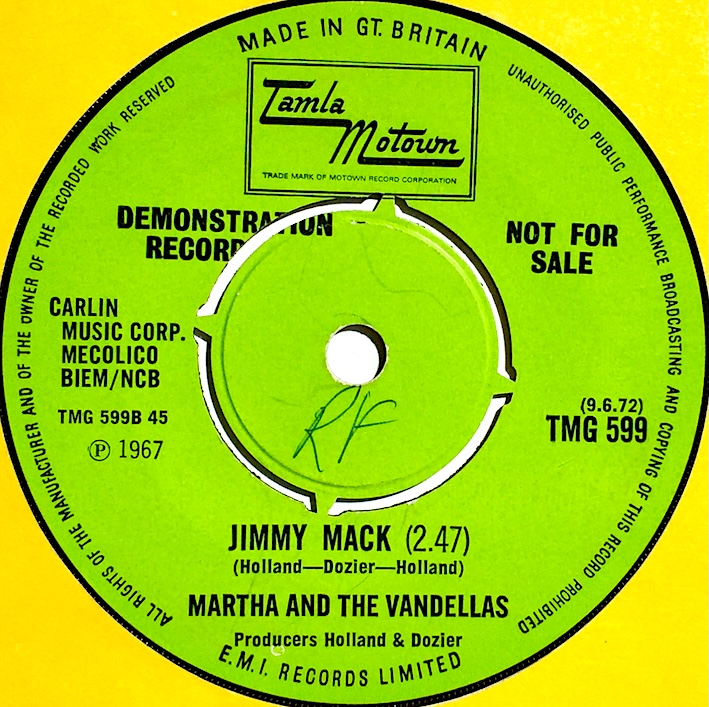 MADE IN GT. BRITAIN
Tamla
Motown
TRADE MARK OF MOTOWN RECORD CORPORATION
DEMONSTRATION
RECORD
NOT FOR
SALE
CARLIN
MUSIC CORP.
MECOLICO
BIEM/NCB
TMG 599B 45
Ⓟ 1967
(9.6.72)
TMG 599
RF
JIMMY MACK (2.47)
(Holland—Dozier—Holland)
MARTHA AND THE VANDELLAS
Producers Holland & Dozier
E.M.I. RECORDS LIMITED
ALL RIGHTS OF THE MANUFACTURER AND OF THE OWNER OF THE RECORDED WORK RESERVED
UNAUTHORISED PUBLIC PERFORMANCE BROADCASTING AND COPYING OF THIS RECORD PROHIBITED